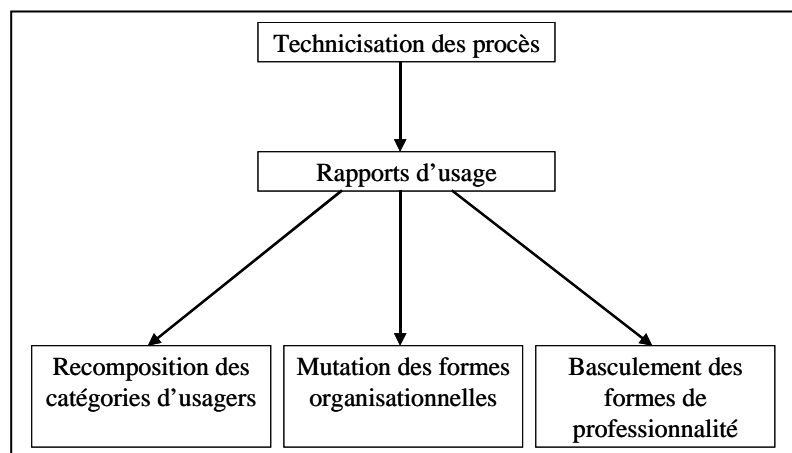 Technicisation des procès
Rapports d’usage
Recomposition des
catégories d’usagers
Mutation des formes
organisationnelles
Basculement des
formes de
professionnalité